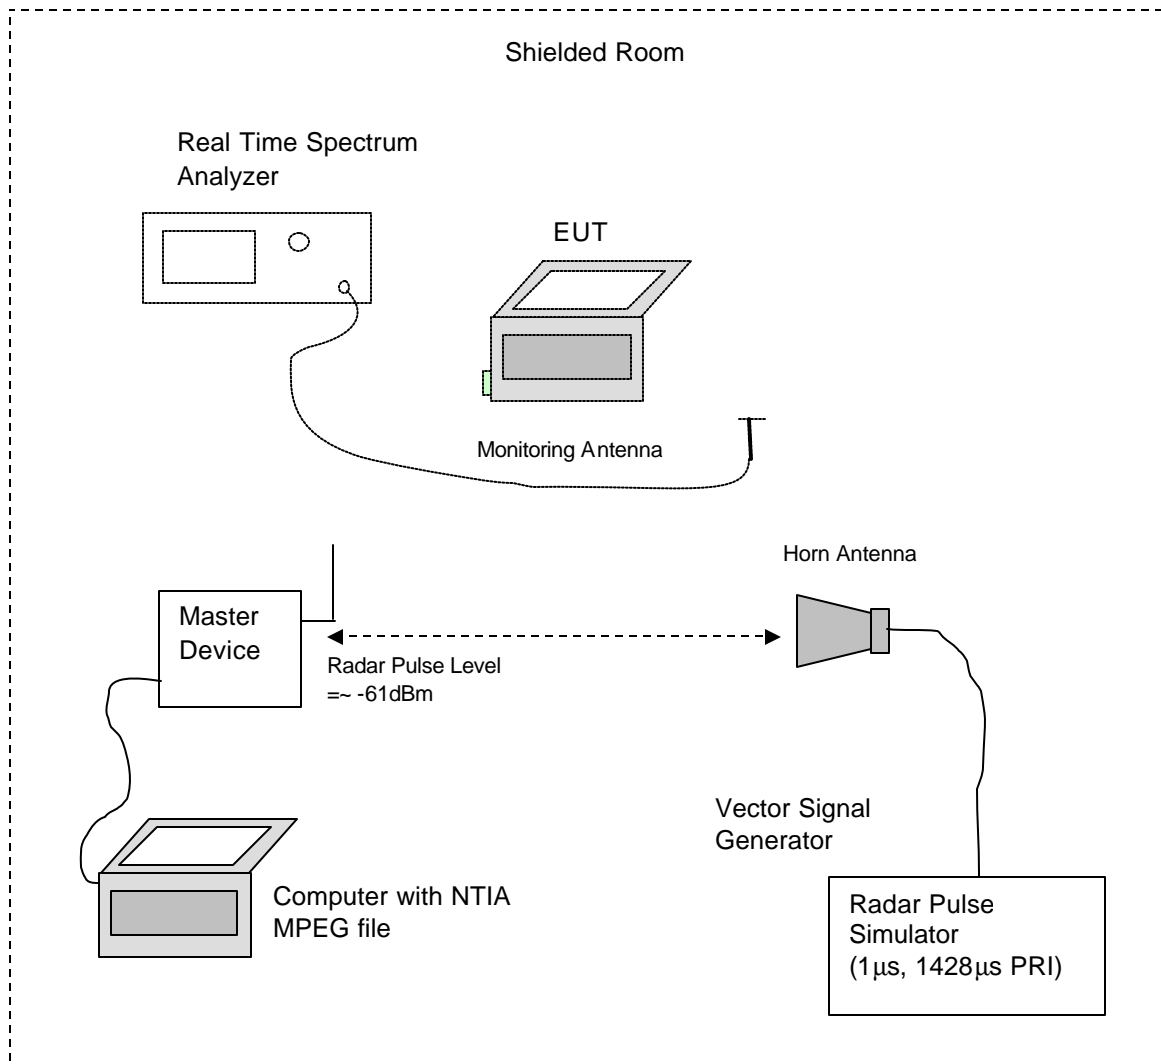 Shielded Room
Real Time Spectrum
Analyzer
EUT
Monitoring Antenna
Horn Antenna
Master
Device
Radar Pulse Level
=~ -61dBm
Vector Signal
Generator
Computer with NTIA
MPEG file
Radar Pulse
Simulator
(1μs, 1428μs PRI)